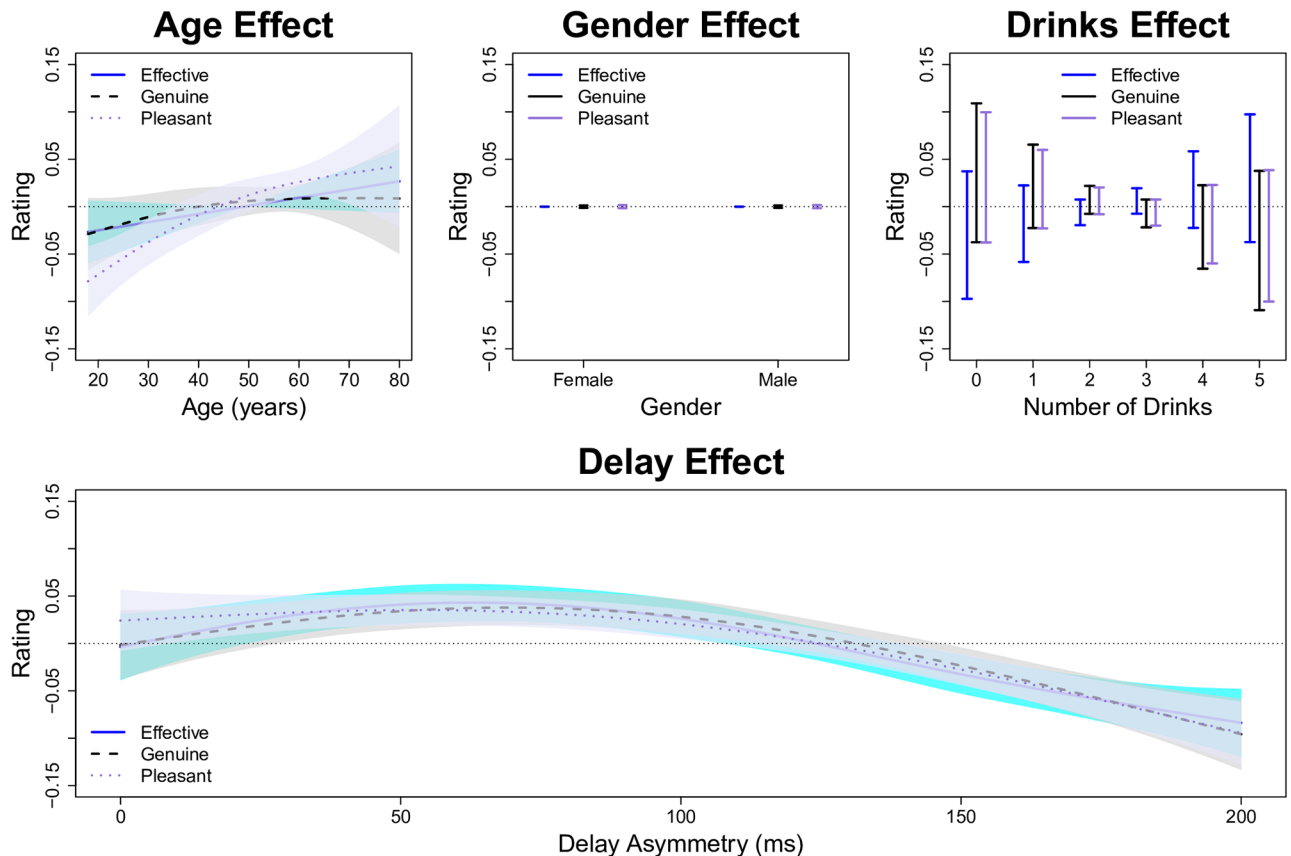 Age Effect
0.15
0.05
−0.05
−0.15
Rating
Effective
Genuine
Pleasant
20 30 40 50 60 70 80
Age (years)
Gender Effect
0.15
0.05
−0.05
−0.15
Rating
Effective
Genuine
Pleasant
Female Male
Gender
Drinks Effect
0.15
0.05
−0.05
−0.15
Rating
Effective
Genuine
Pleasant
0 1 2 3 4 5
Number of Drinks
Delay Effect
0.15
0.05
−0.05
−0.15
Rating
Effective
Genuine
Pleasant
0 50 100 150 200
Delay Asymmetry (ms)